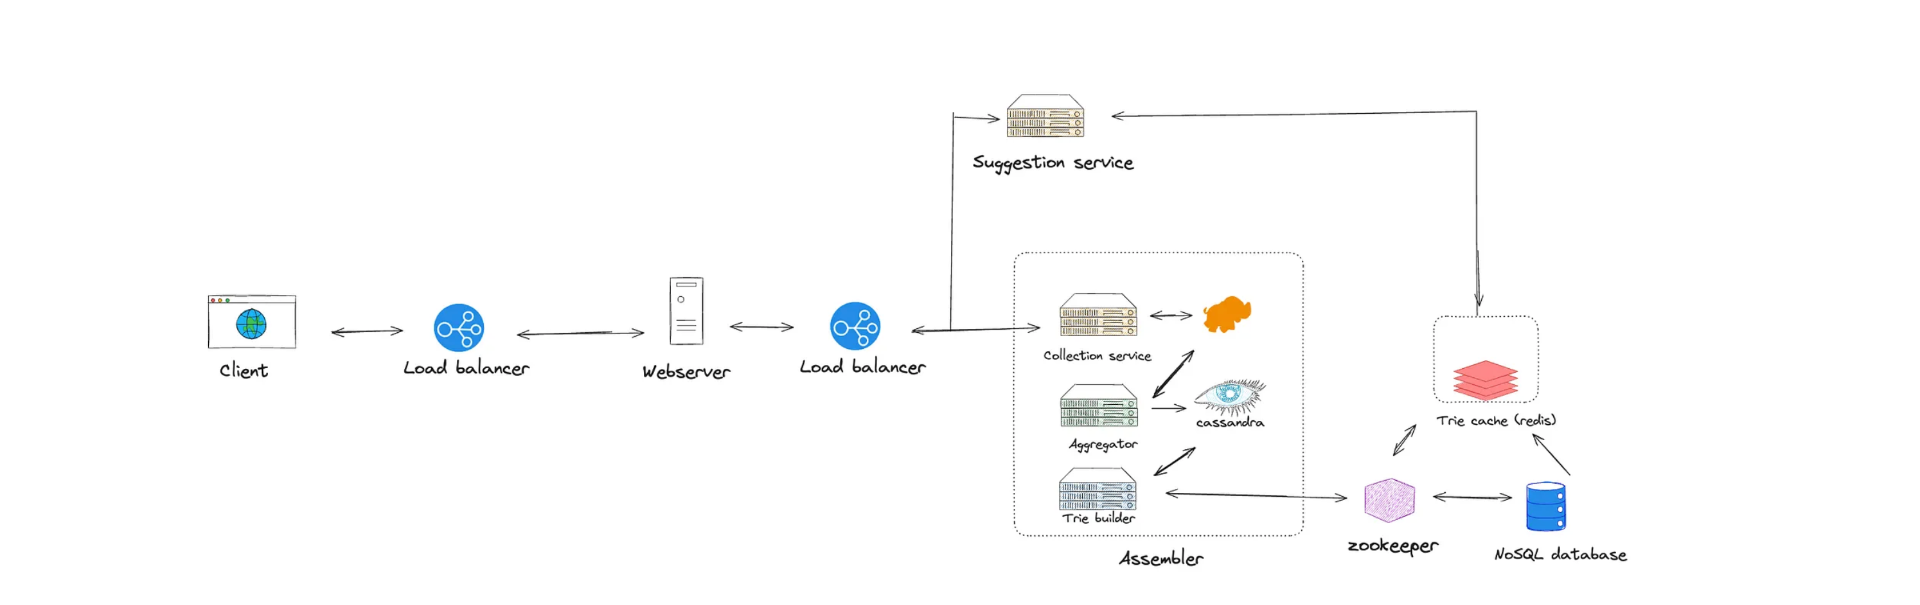 Suggestion service
Client
Load balancer
Webserver
Load balancer
Collection service
Aggregator
cassandra
Trie builder
Assembler
Trie cache (redis)
zookeeper
NoSQL database